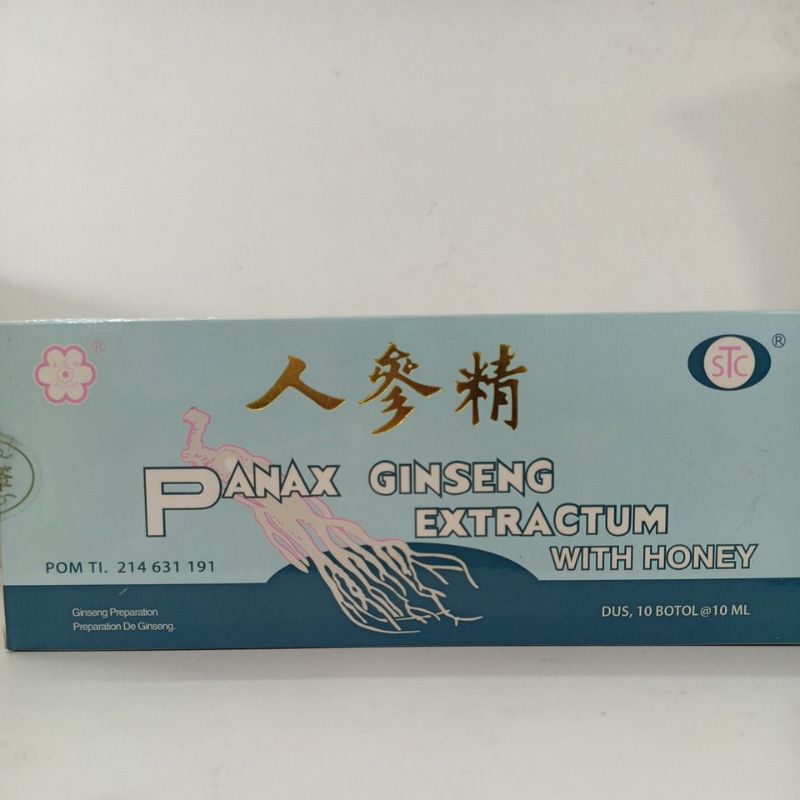 ®
STC
®
人參精
PANAX GINSENG
EXTRACTUM
WITH HONEY
POM TI. 214 631 191
Ginseng Preparation
Preparation De Ginseng.
DUS, 10 BOTOL @ 10 ML